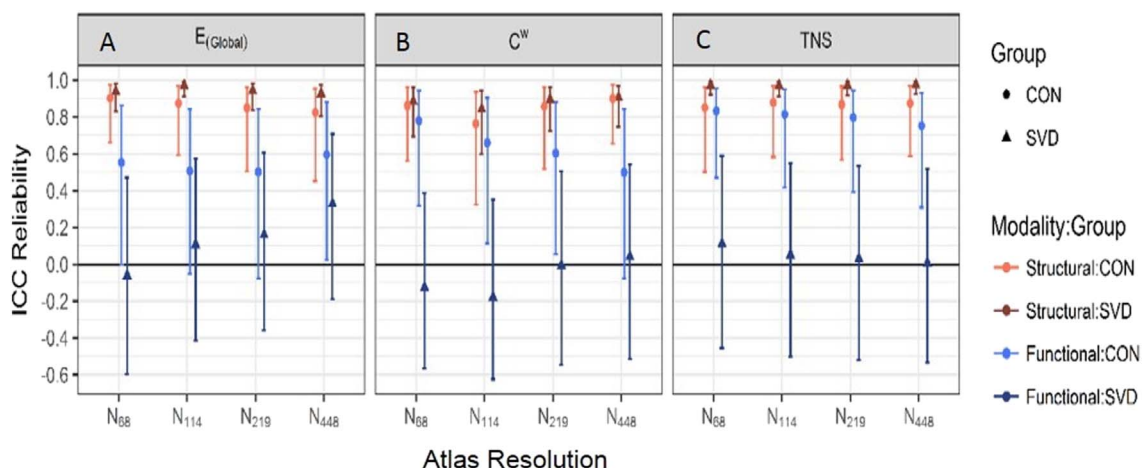 A E(Global)
B Cᵂ
C TNS
ICC Reliability
1.0
0.8
0.6
0.4
0.2
0.0
-0.2
-0.4
-0.6
N₆₈ N₁₁₄ N₂₁₉ N₄₄₈
N₆₈ N₁₁₄ N₂₁₉ N₄₄₈
N₆₈ N₁₁₄ N₂₁₉ N₄₄₈
Atlas Resolution
Group
CON
SVD
Modality:Group
Structural:CON
Structural:SVD
Functional:CON
Functional:SVD